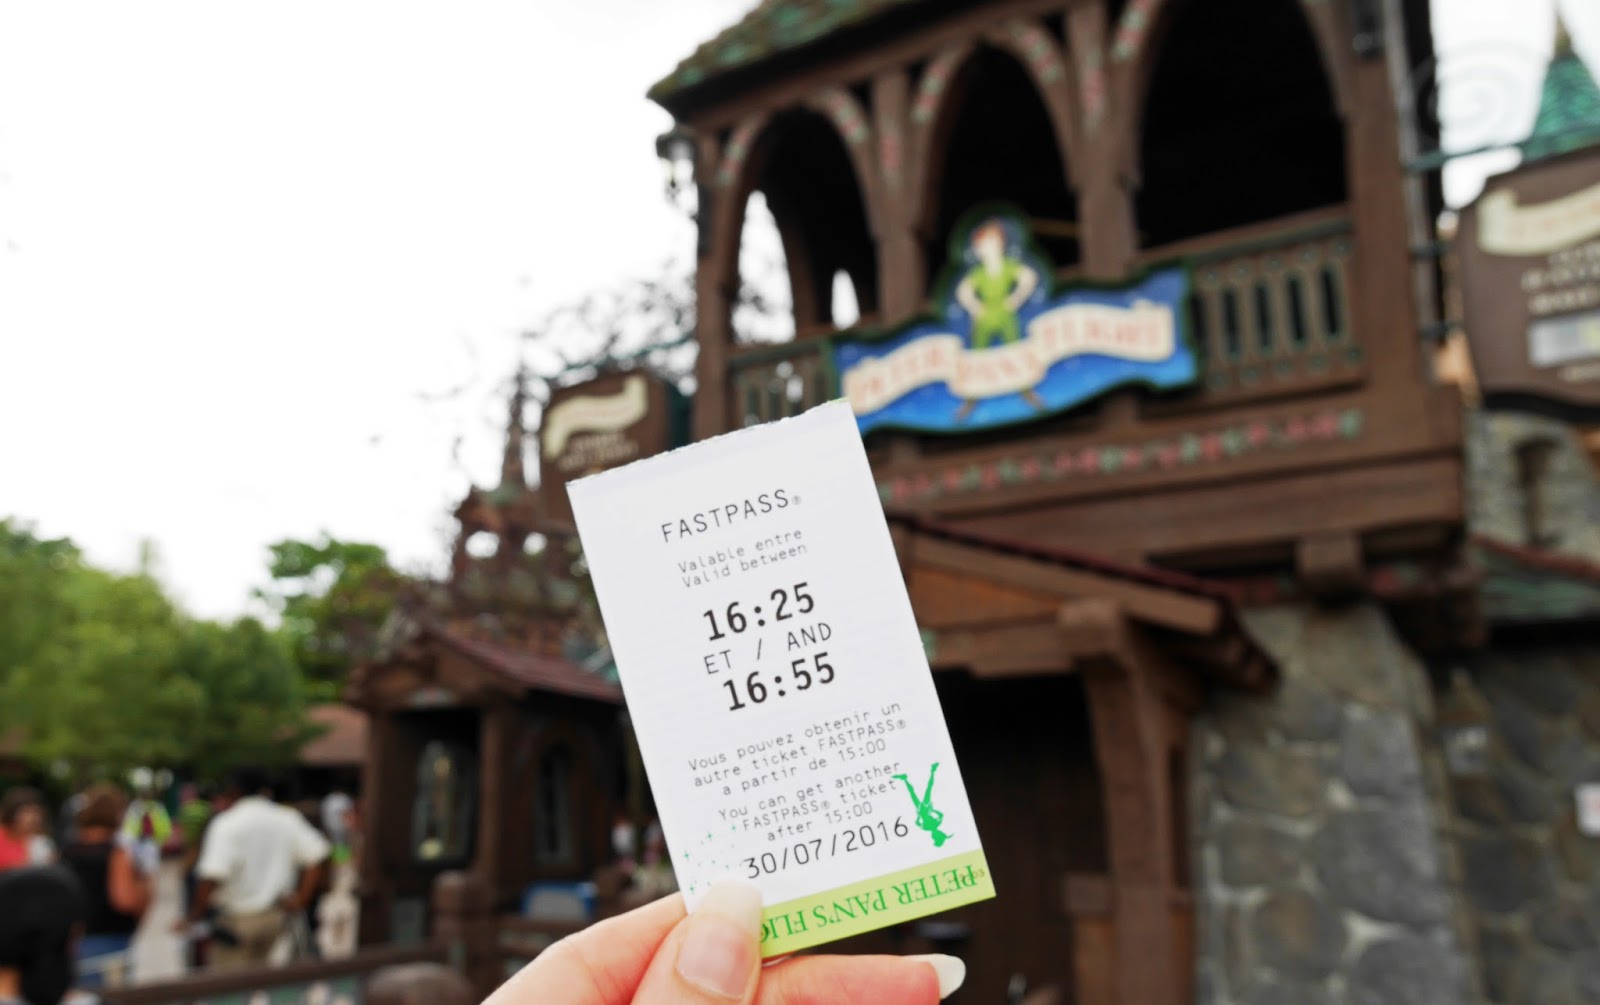 PETER PAN'S FLIGHT
FASTPASS®
Valable entre
Valid between
16:25
ET / AND
16:55
Vous pouvez obtenir un
autre ticket FASTPASS®
a partir de 15:00
You can get another
FASTPASS® ticket
after 15:00
30/07/2016
PETER PAN'S FLIG